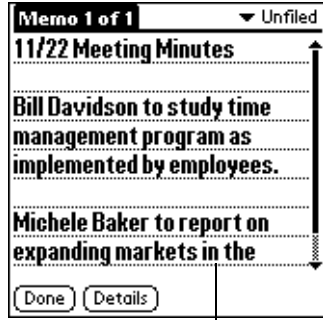 Memo 1 of 1 Unfiled
11/22 Meeting Minutes
Bill Davidson to study time
management program as
implemented by employees.
Michele Baker to report on
expanding markets in the
Done Details